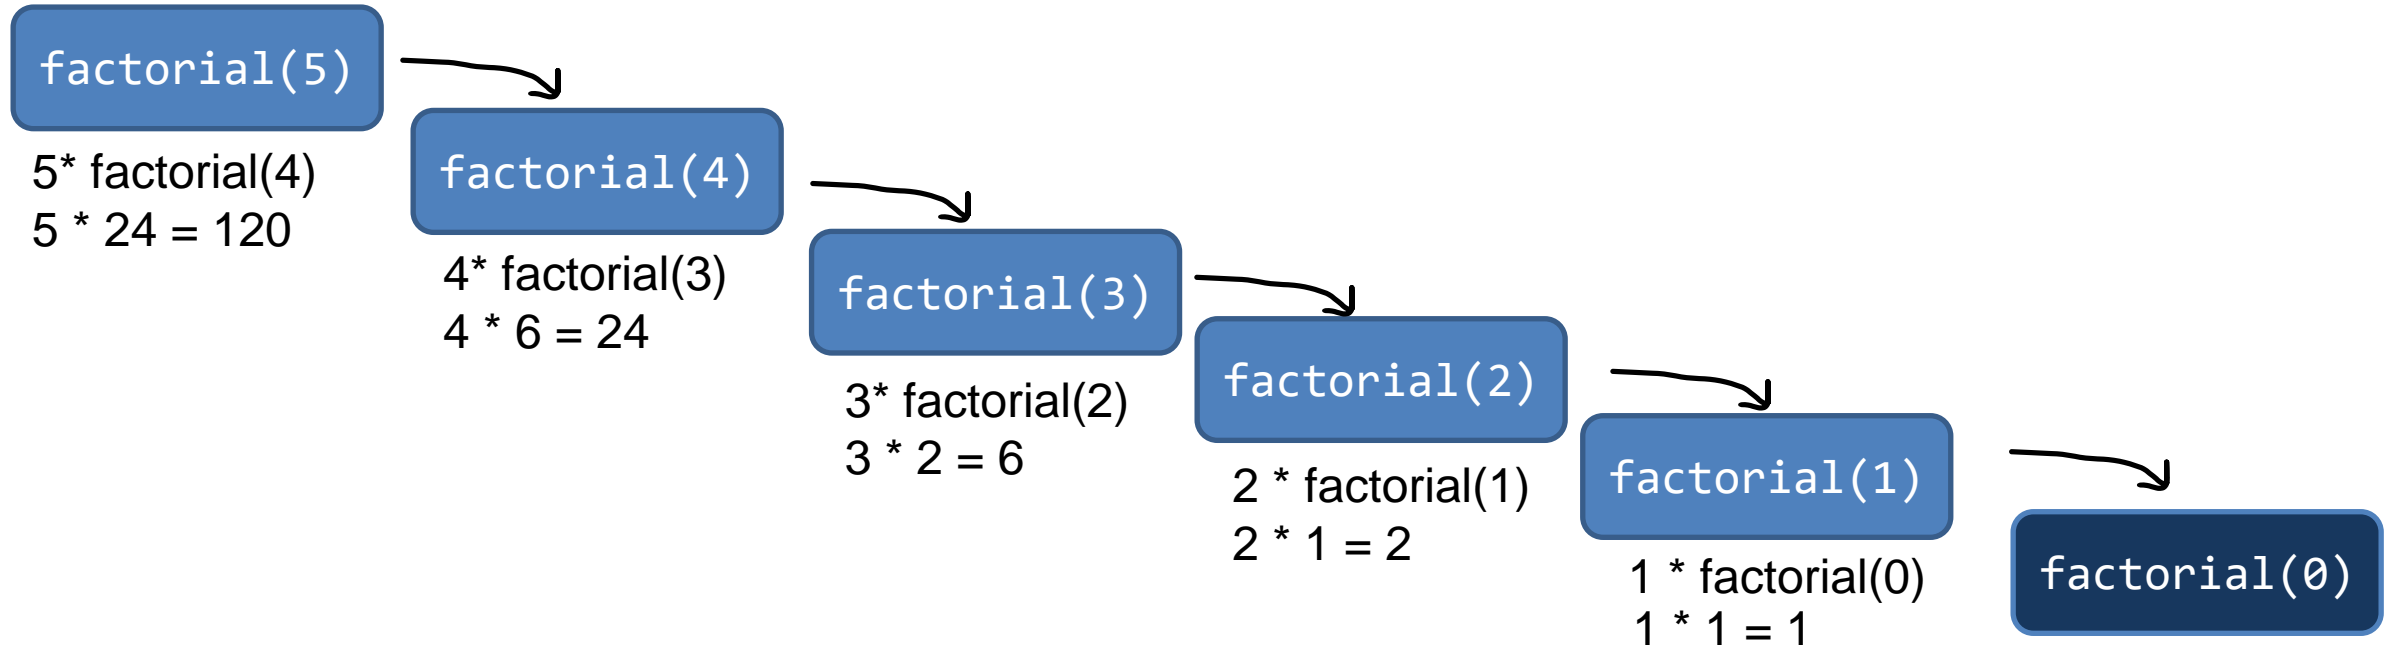 factorial(5)
5* factorial(4)
5 * 24 = 120
factorial(4)
4* factorial(3)
4 * 6 = 24
factorial(3)
3* factorial(2)
3 * 2 = 6
factorial(2)
2 * factorial(1)
2 * 1 = 2
factorial(1)
1 * factorial(0)
1 * 1 = 1
factorial(0)